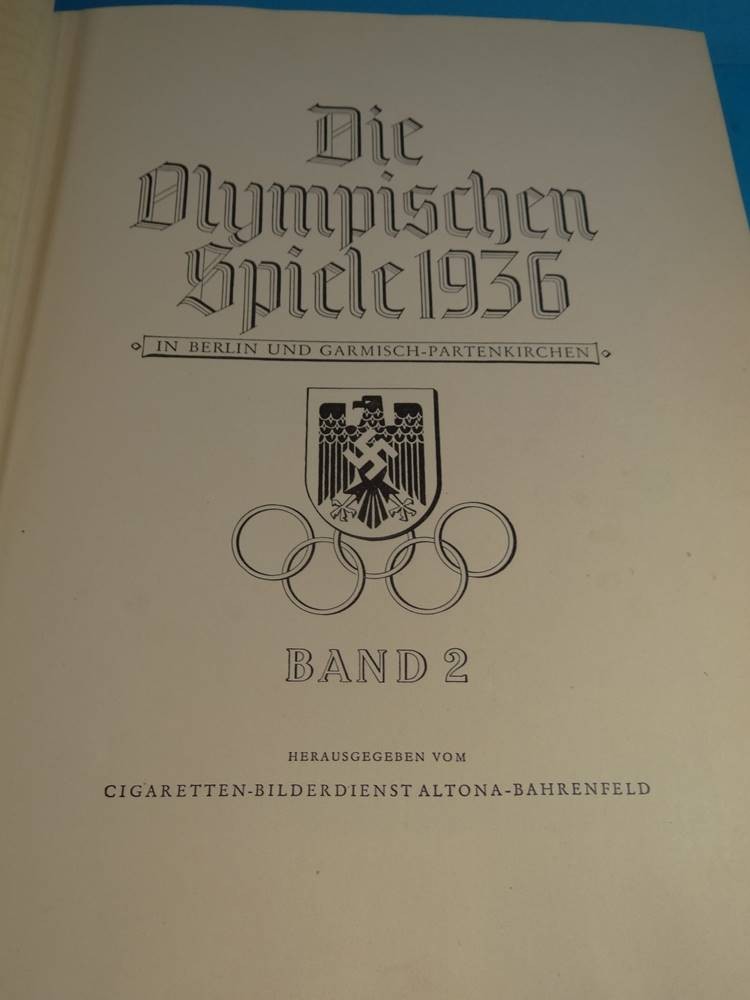 Die
Olympischen
Spiele 1936
IN BERLIN UND GARMISCH-PARTENKIRCHEN
BAND 2
HERAUSGEGEBEN VOM
CIGARETTEN-BILDERDIENST ALTONA-BAHRENFELD